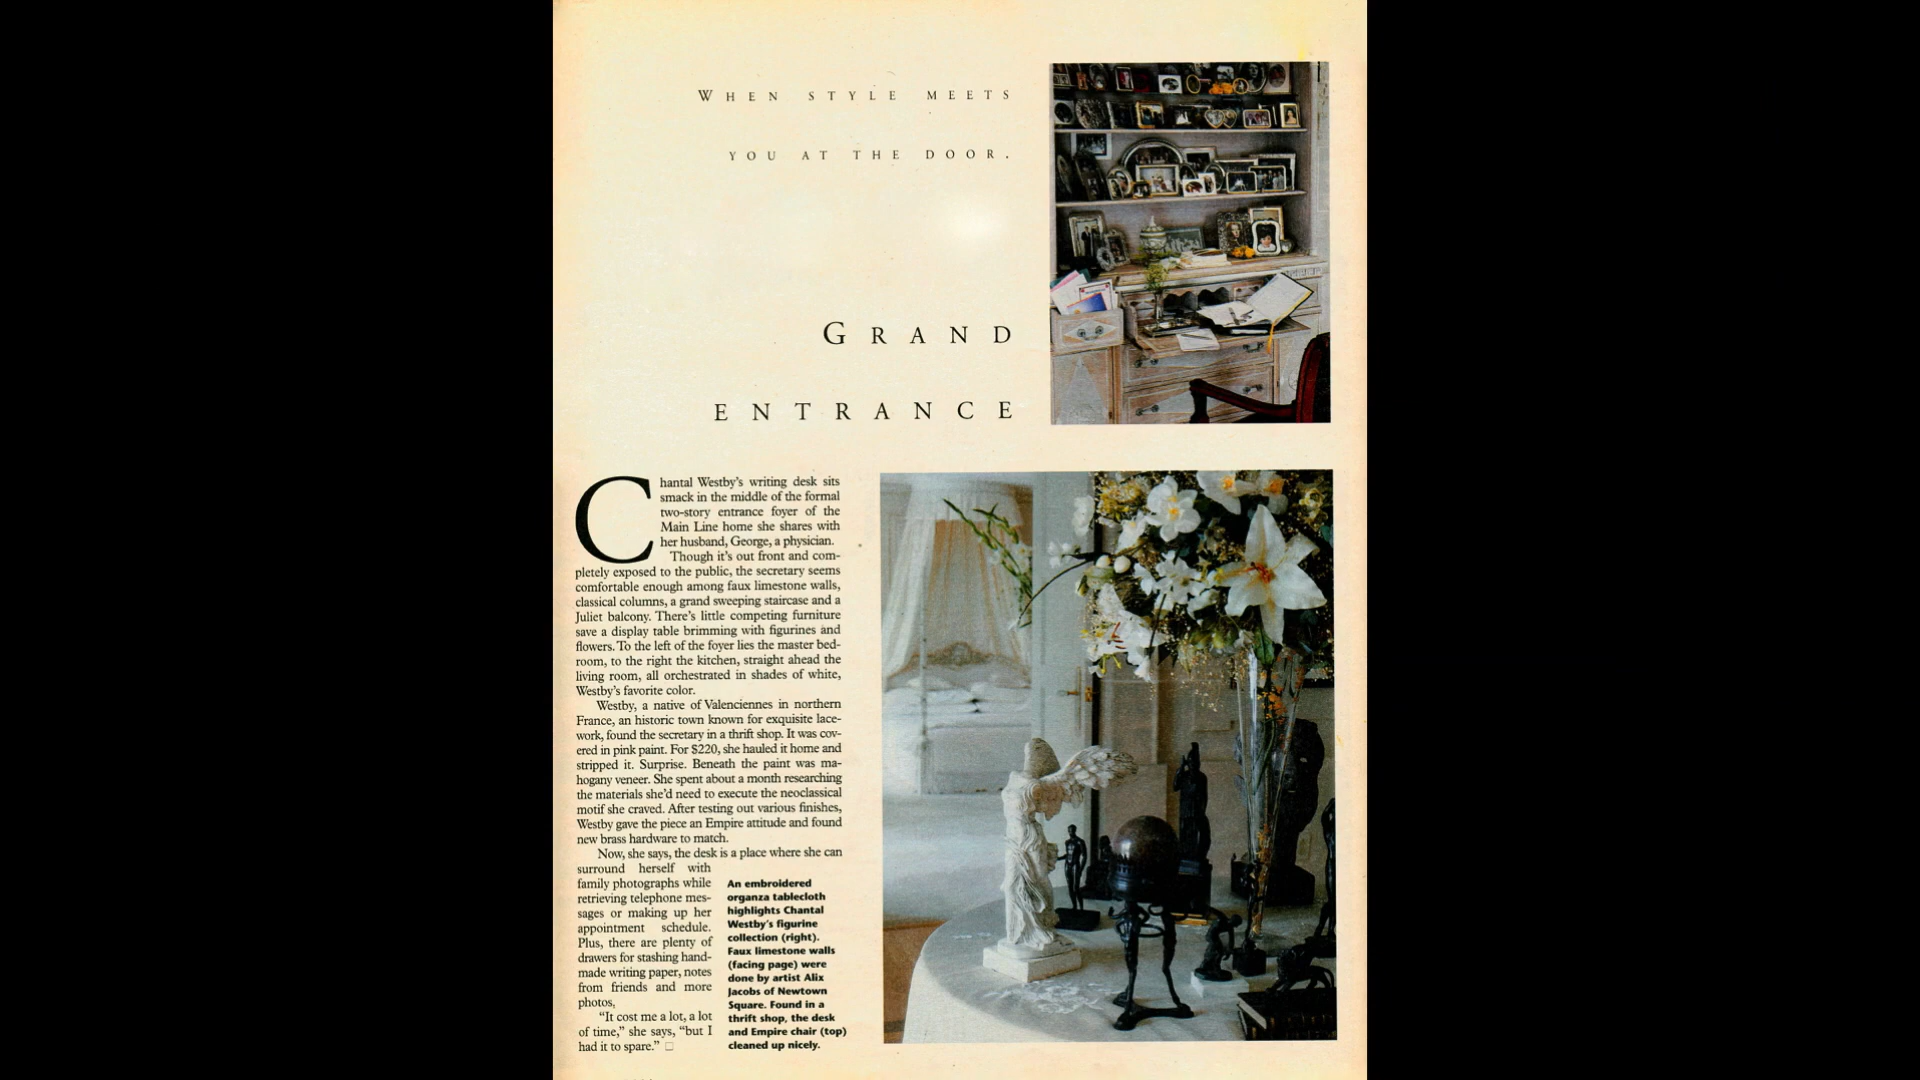 WHEN STYLE MEETS
YOU AT THE DOOR.
GRAND
ENTRANCE
Chantal Westby's writing desk sits
smack in the middle of the formal
two-story entrance foyer of the
Main Line home she shares with
her husband, George, a physician.
Though it's out front and com-
pletely exposed to the public, the secretary seems
comfortable enough among faux limestone walls,
classical columns, a grand sweeping staircase and a
Juliet balcony. There's little competing furniture
save a display table brimming with figurines and
flowers. To the left of the foyer lies the master bed-
room, to the right the kitchen, straight ahead the
living room, all orchestrated in shades of white,
Westby's favorite color.
Westby, a native of Valenciennes in northern
France, an historic town known for exquisite lace-
work, found the secretary in a thrift shop. It was cov-
ered in pink paint. For $220, she hauled it home and
stripped it. Surprise. Beneath the paint was ma-
hogany veneer. She spent about a month researching
the materials she'd need to execute the neoclassical
motif she craved. After testing out various finishes,
Westby gave the piece an Empire attitude and found
new brass hardware to match.
Now, she says, the desk is a place where she can
surround herself with
family photographs while
retrieving telephone mes-
sages or making up her
appointment schedule.
Plus, there are plenty of
drawers for stashing hand-
made writing paper, notes
from friends and more
photos,
"It cost me a lot, a lot
of time," she says, "but I
had it to spare." □
An embroidered
organza tablecloth
highlights Chantal
Westby's figurine
collection (right).
Faux limestone walls
(facing page) were
done by artist Alix
Jacobs of Newtown
Square. Found in a
thrift shop, the desk
and Empire chair (top)
cleaned up nicely.